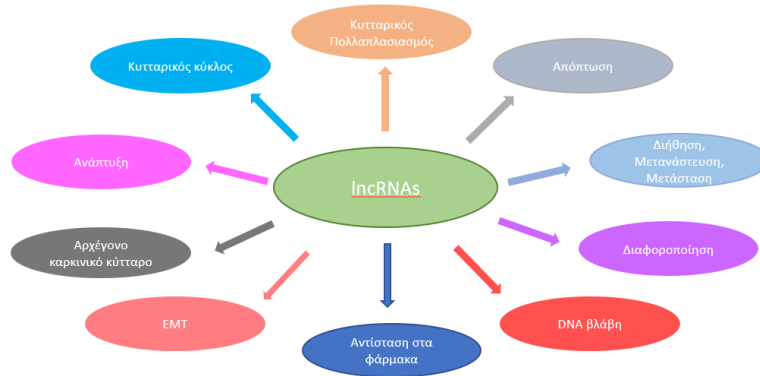 Κυτταρικός
Πολλαπλασιασμός
Κυτταρικός κύκλος
Απόπτωση
Ανάπτυξη
lncRNAs
Διήθηση,
Μετανάστευση,
Μετάσταση
Αρχέγονο
καρκινικό κύτταρο
Διαφοροποίηση
EMT
Αντίσταση στα
φάρμακα
DNA βλάβη